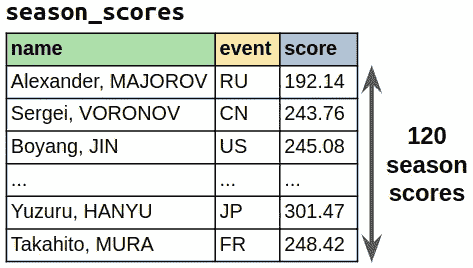 season_scores
name event score
Alexander, MAJOROV RU 192.14
Sergei, VORONOV CN 243.76
Boyang, JIN US 245.08
... ... ...
Yuzuru, HANYU JP 301.47
Takahito, MURA FR 248.42
120
season
scores